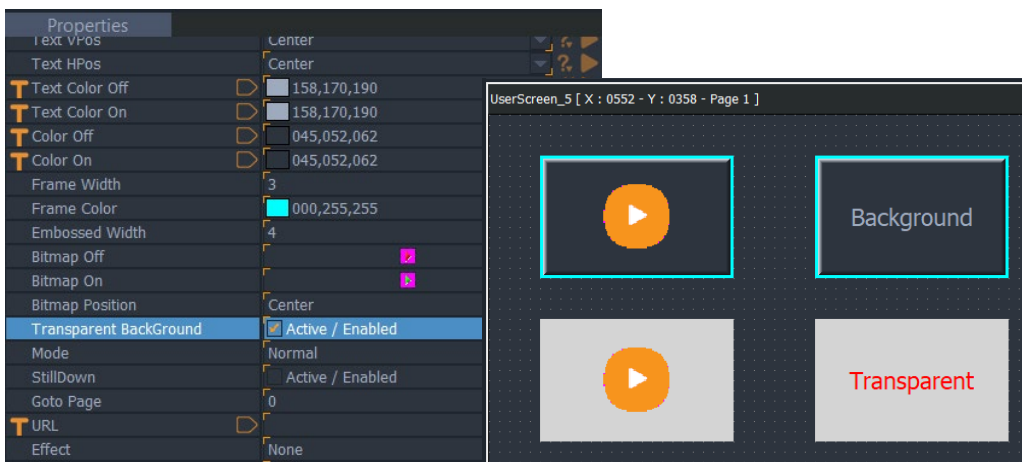 Properties
Text VPos Center
Text HPos Center
Text Color Off 158,170,190
Text Color On 158,170,190
Color Off 045,052,062
Color On 045,052,062
Frame Width 3
Frame Color 000,255,255
Embossed Width 4
Bitmap Off
Bitmap On
Bitmap Position Center
Transparent BackGround Active / Enabled
Mode Normal
StillDown Active / Enabled
Goto Page 0
URL
Effect None
UserScreen_5 [ X : 0552 - Y : 0358 - Page 1 ]
Background
Transparent